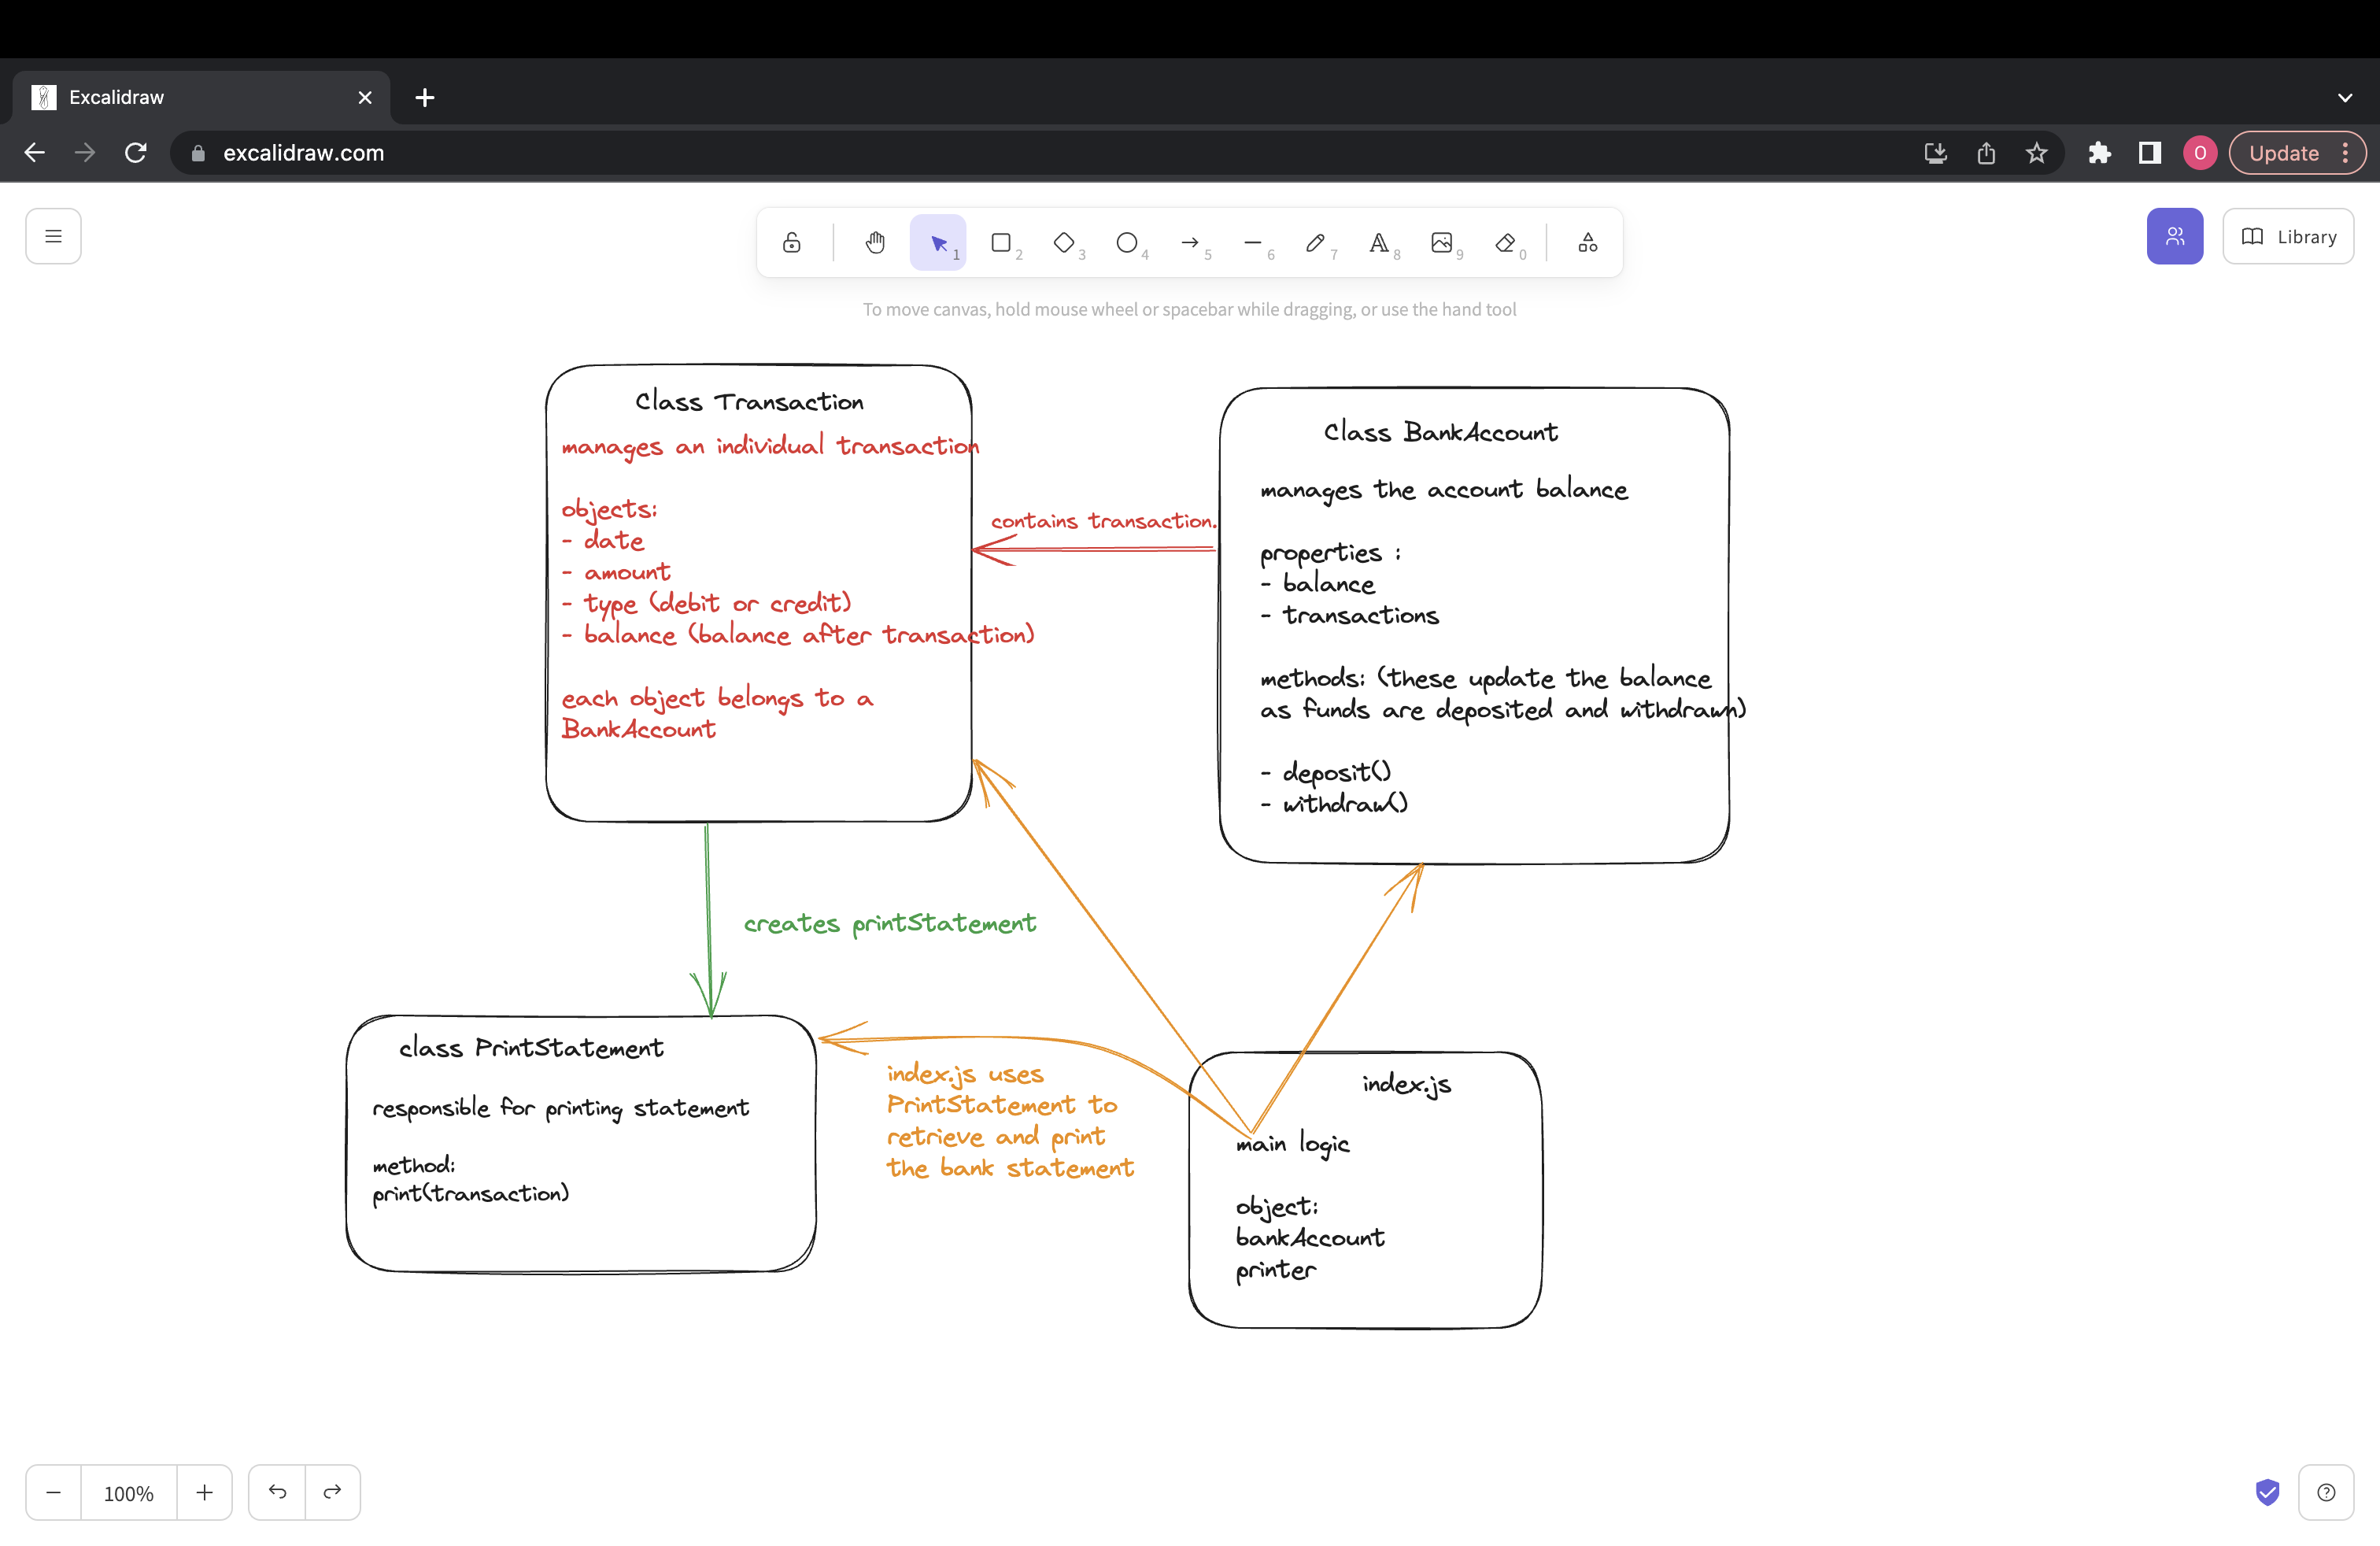 Excalidraw
excalidraw.com
O
Update
1
2
3
4
5
6
7
8
9
0
Library
To move canvas, hold mouse wheel or spacebar while dragging, or use the hand tool
Class Transaction
manages an individual transaction
objects:
- date
- amount
- type (debit or credit)
- balance (balance after transaction)
each object belongs to a
BankAccount
contains transaction.
Class BankAccount
manages the account balance
properties :
- balance
- transactions
methods: (these update the balance
as funds are deposited and withdrawn)
- deposit()
- withdraw()
creates printStatement
class PrintStatement
responsible for printing statement
method:
print(transaction)
index.js uses
PrintStatement to
retrieve and print
the bank statement
index.js
main logic
object:
bankAccount
printer
100%